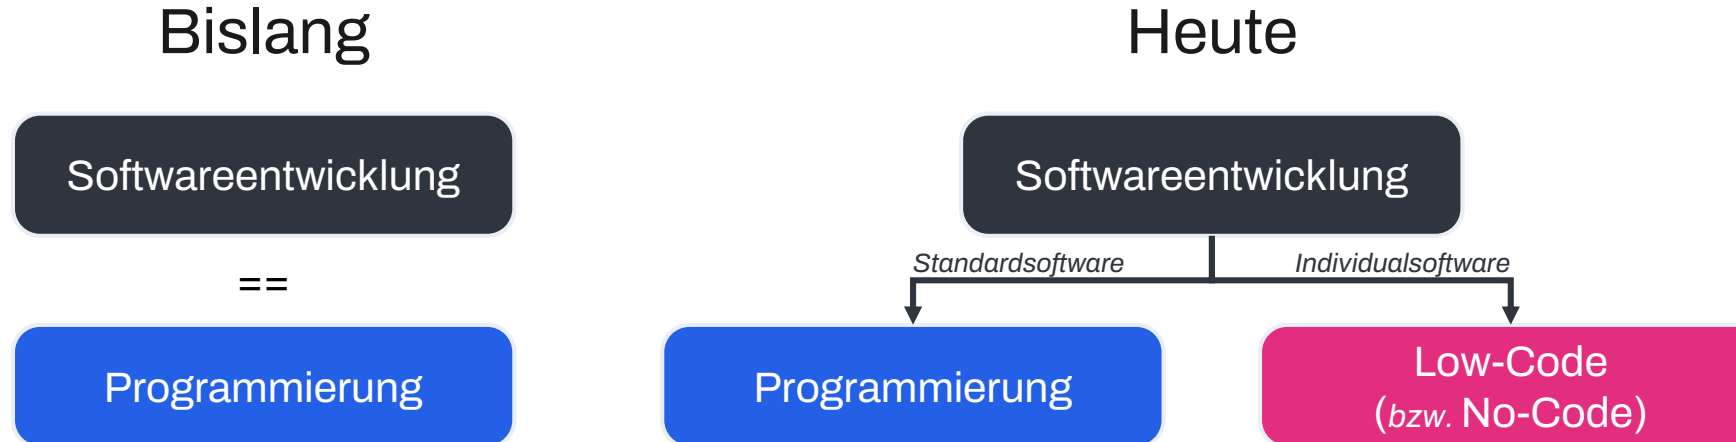 Bislang
Softwareentwicklung
==
Programmierung
Heute
Softwareentwicklung
Standardsoftware
Individualsoftware
Programmierung
Low-Code
(bzw. No-Code)